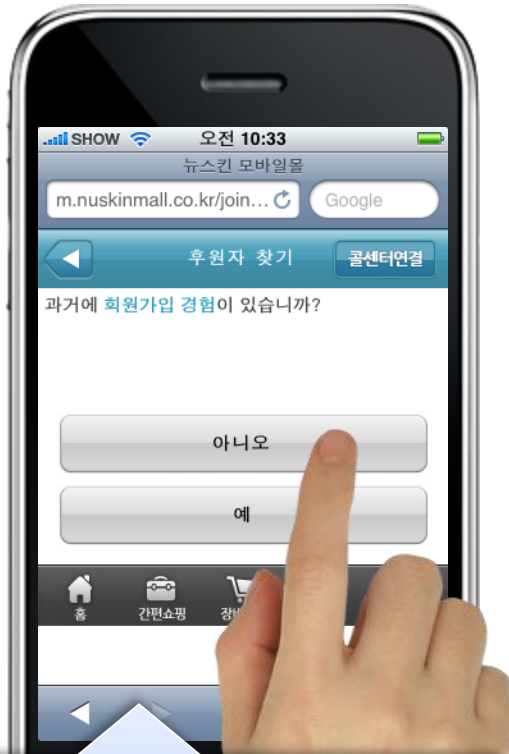 SHOW 오전 10:33
뉴스킨 모바일몰
m.nuskinmall.co.kr/join... Google
후원자 찾기 콜센터연결
과거에 회원가입 경험이 있습니까?
아니오
예
홈 간편쇼핑